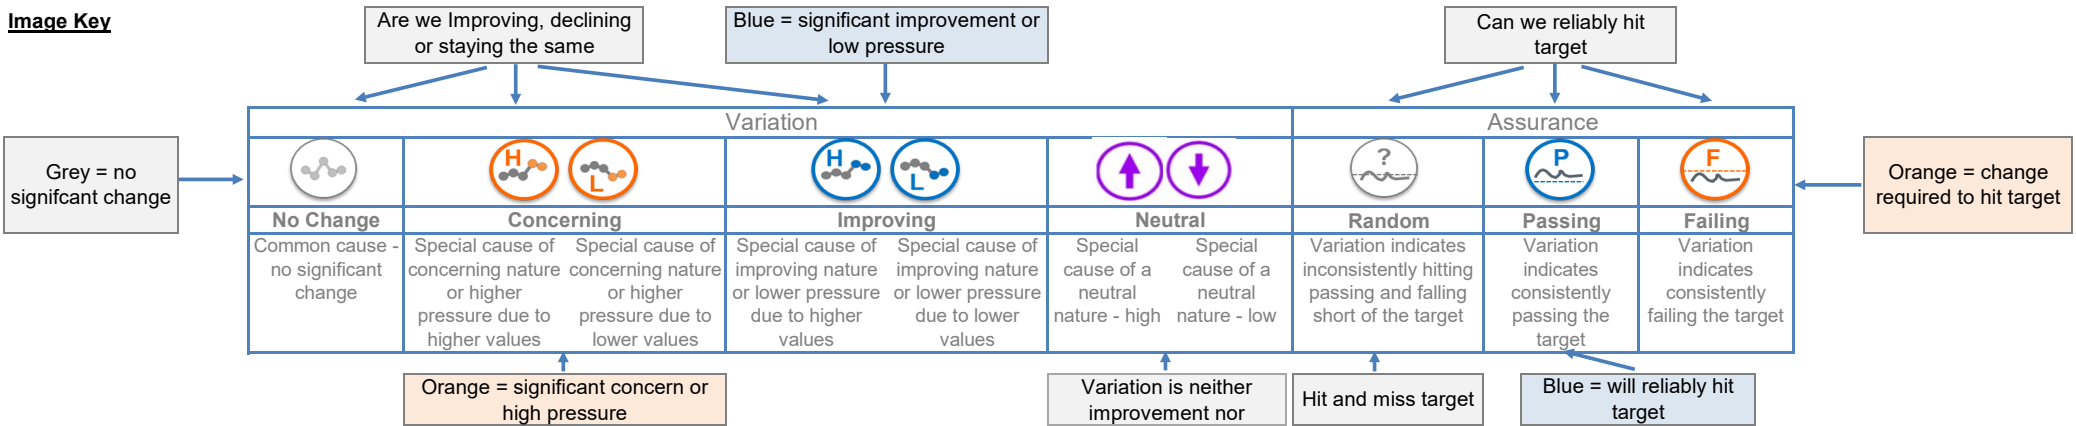 Image Key
Are we Improving, declining
or staying the same
Blue = significant improvement or
low pressure
Can we reliably hit
target
Variation
Assurance
Grey = no
signifcant change
H
L
H
L
?
P
F
Orange = change
required to hit target
No Change
Concerning
Improving
Neutral
Random
Passing
Failing
Common cause -
no significant
change
Special cause of
concerning nature
or higher
pressure due to
higher values
Special cause of
concerning nature
or higher
pressure due to
lower values
Special cause of
improving nature
or lower pressure
due to higher
values
Special cause of
improving nature
or lower pressure
due to lower
values
Special
cause of a
neutral
nature - high
Special
cause of a
neutral
nature - low
Variation indicates
inconsistently hitting
passing and falling
short of the target
Variation
indicates
consistently
passing the
target
Variation
indicates
consistently
failing the target
Orange = significant concern or
high pressure
Variation is neither
improvement nor
Hit and miss target
Blue = will reliably hit
target